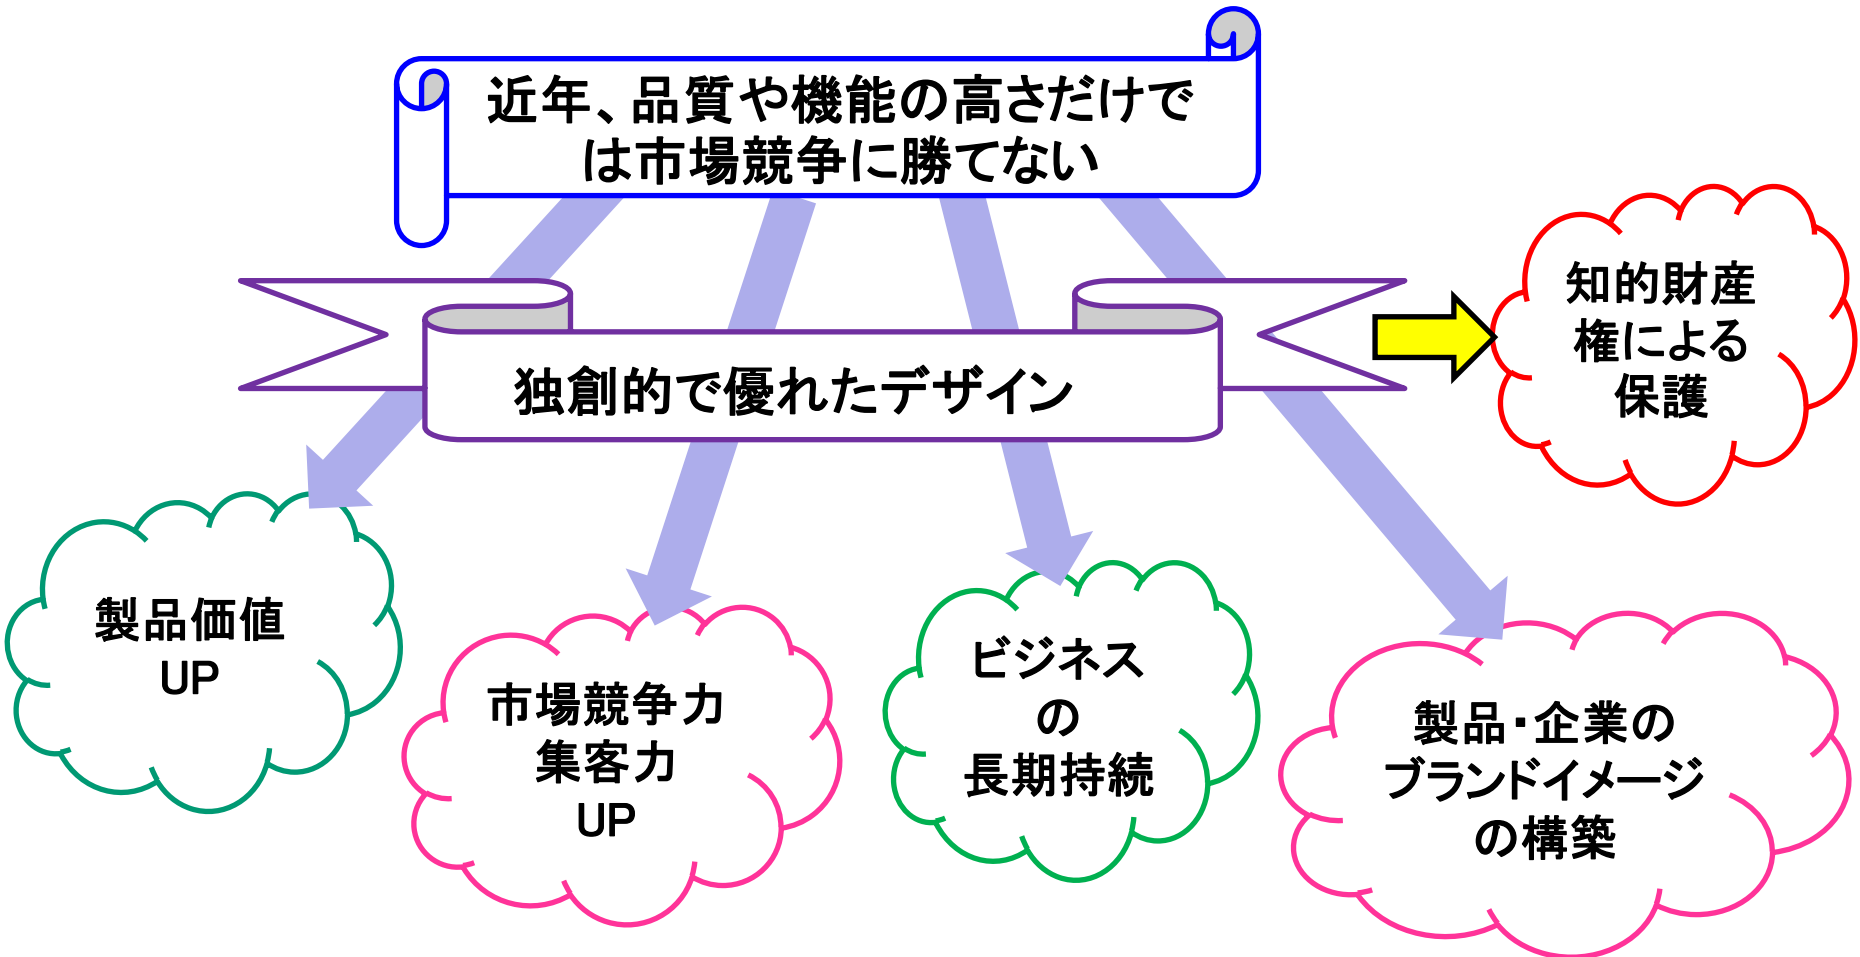 近年、品質や機能の高さだけで
は市場競争に勝てない
独創的で優れたデザイン
知的財産
権による
保護
製品価値
UP
市場競争力
集客力
UP
ビジネス
の
長期持続
製品・企業の
ブランドイメージ
の構築